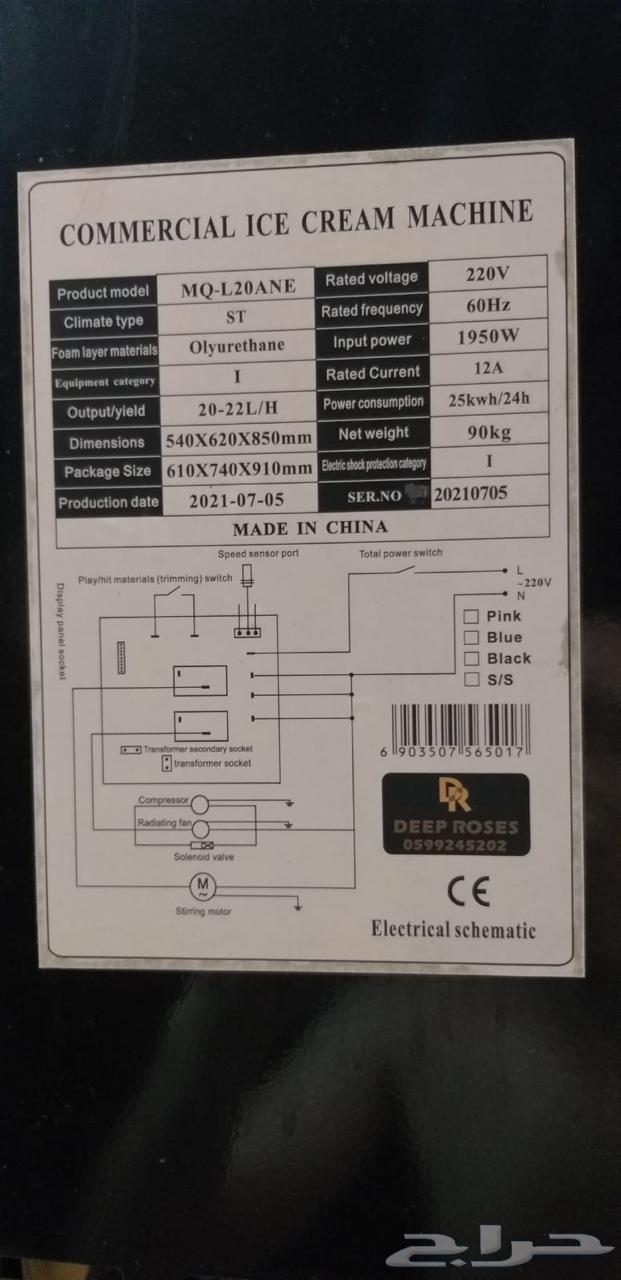 COMMERCIAL ICE CREAM MACHINE
Product model MQ-L20ANE Rated voltage 220V
Climate type ST Rated frequency 60Hz
Foam layer materials Olyurethane Input power 1950W
Equipment category I Rated Current 12A
Output/yield 20-22L/H Power consumption 25kwh/24h
Dimensions 540X620X850mm Net weight 90kg
Package Size 610X740X910mm Electric shock protection category I
Production date 2021-07-05 SER.NO 20210705
MADE IN CHINA
Speed sensor port Total power switch
Play/hit materials (trimming) switch
L
~220V
N
Display panel socket
Pink
Blue
Black
S/S
Transformer secondary socket
transformer socket
6 903507 565017
Compressor
Radiating fan
Solenoid valve
DR
DEEP ROSES
0599245202
M
~
Stirring motor
CE
Electrical schematic
حراج